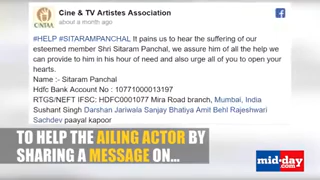 Cine & TV Artistes Association
about a month ago
#HELP #SITARAMPANCHAL It pains us to hear the suffering of our
esteemed member Shri Sitaram Panchal, we assure him of all the help we
can provide to him in his hour of need and also urge all of you to open your
hearts.
Name :- Sitaram Panchal
Hdfc Bank Account No : 10771000013197
RTGS/NEFT IFSC: HDFC0001077 Mira Road branch, Mumbai, India
Sushant Singh Darshan Jariwala Sanjay Bhatiya Amit Behl Rajeshwari
Sachdev paayal kapoor
TO HELP THE AILING ACTOR BY
SHARING A MESSAGE ON...
mid-day.com